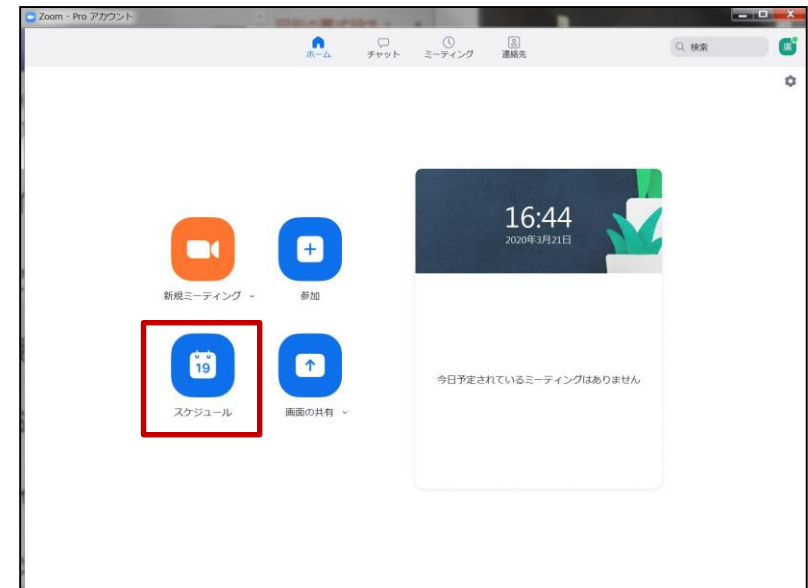 Zoom - Pro アカウント
ホーム
チャット
ミーティング
連絡先
検索
廣
16:44
2020年3月21日
新規ミーティング
参加
19
スケジュール
画面の共有
今日予定されているミーティングはありません